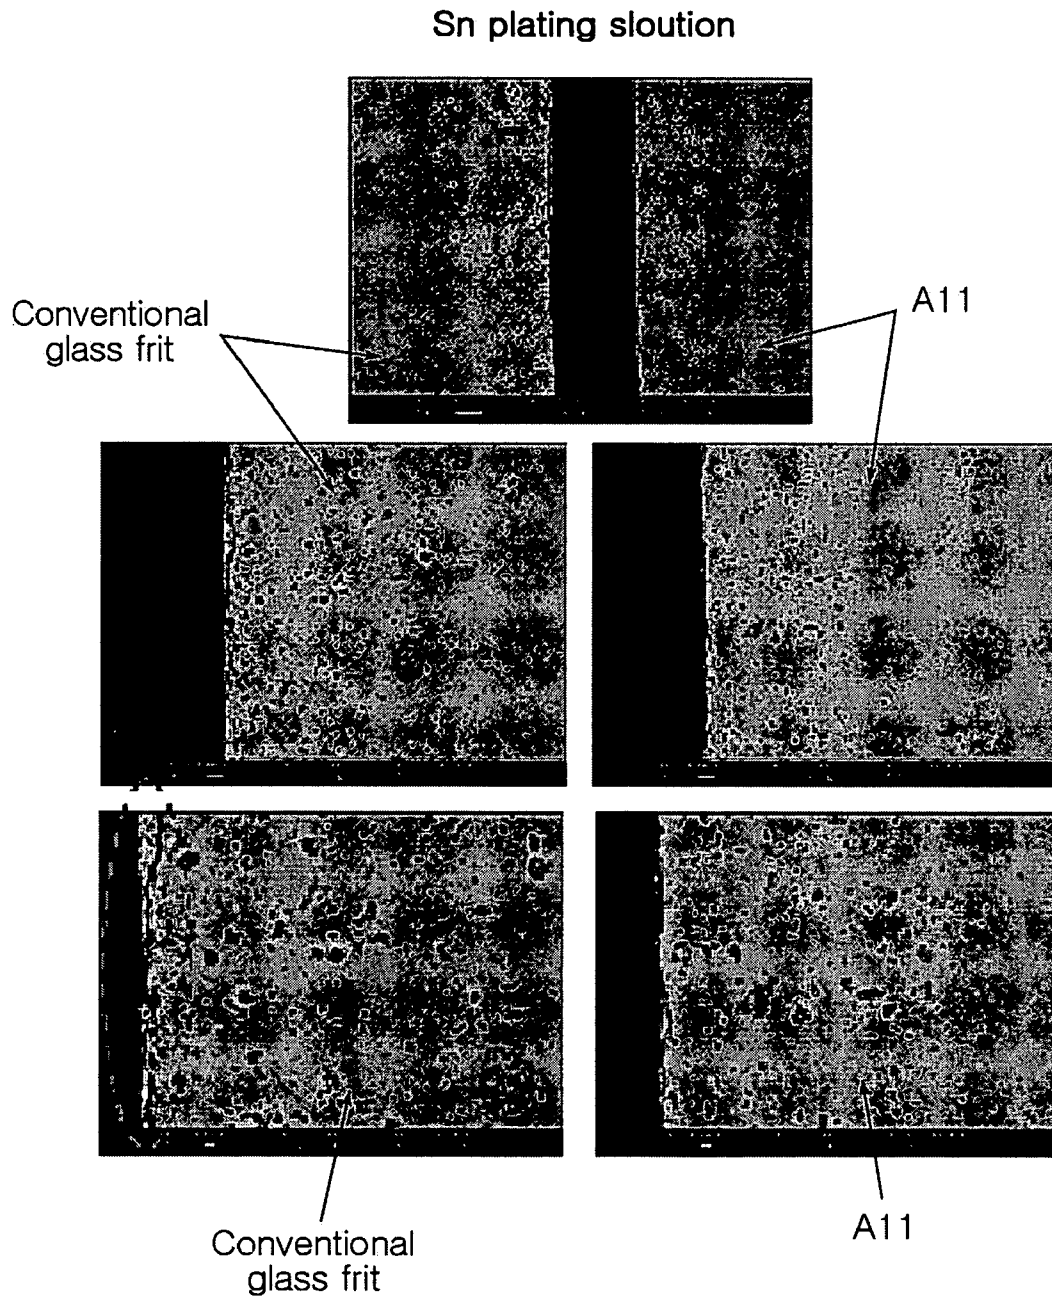 Sn plating sloution
Conventional
glass frit
A11
Conventional
glass frit
A11